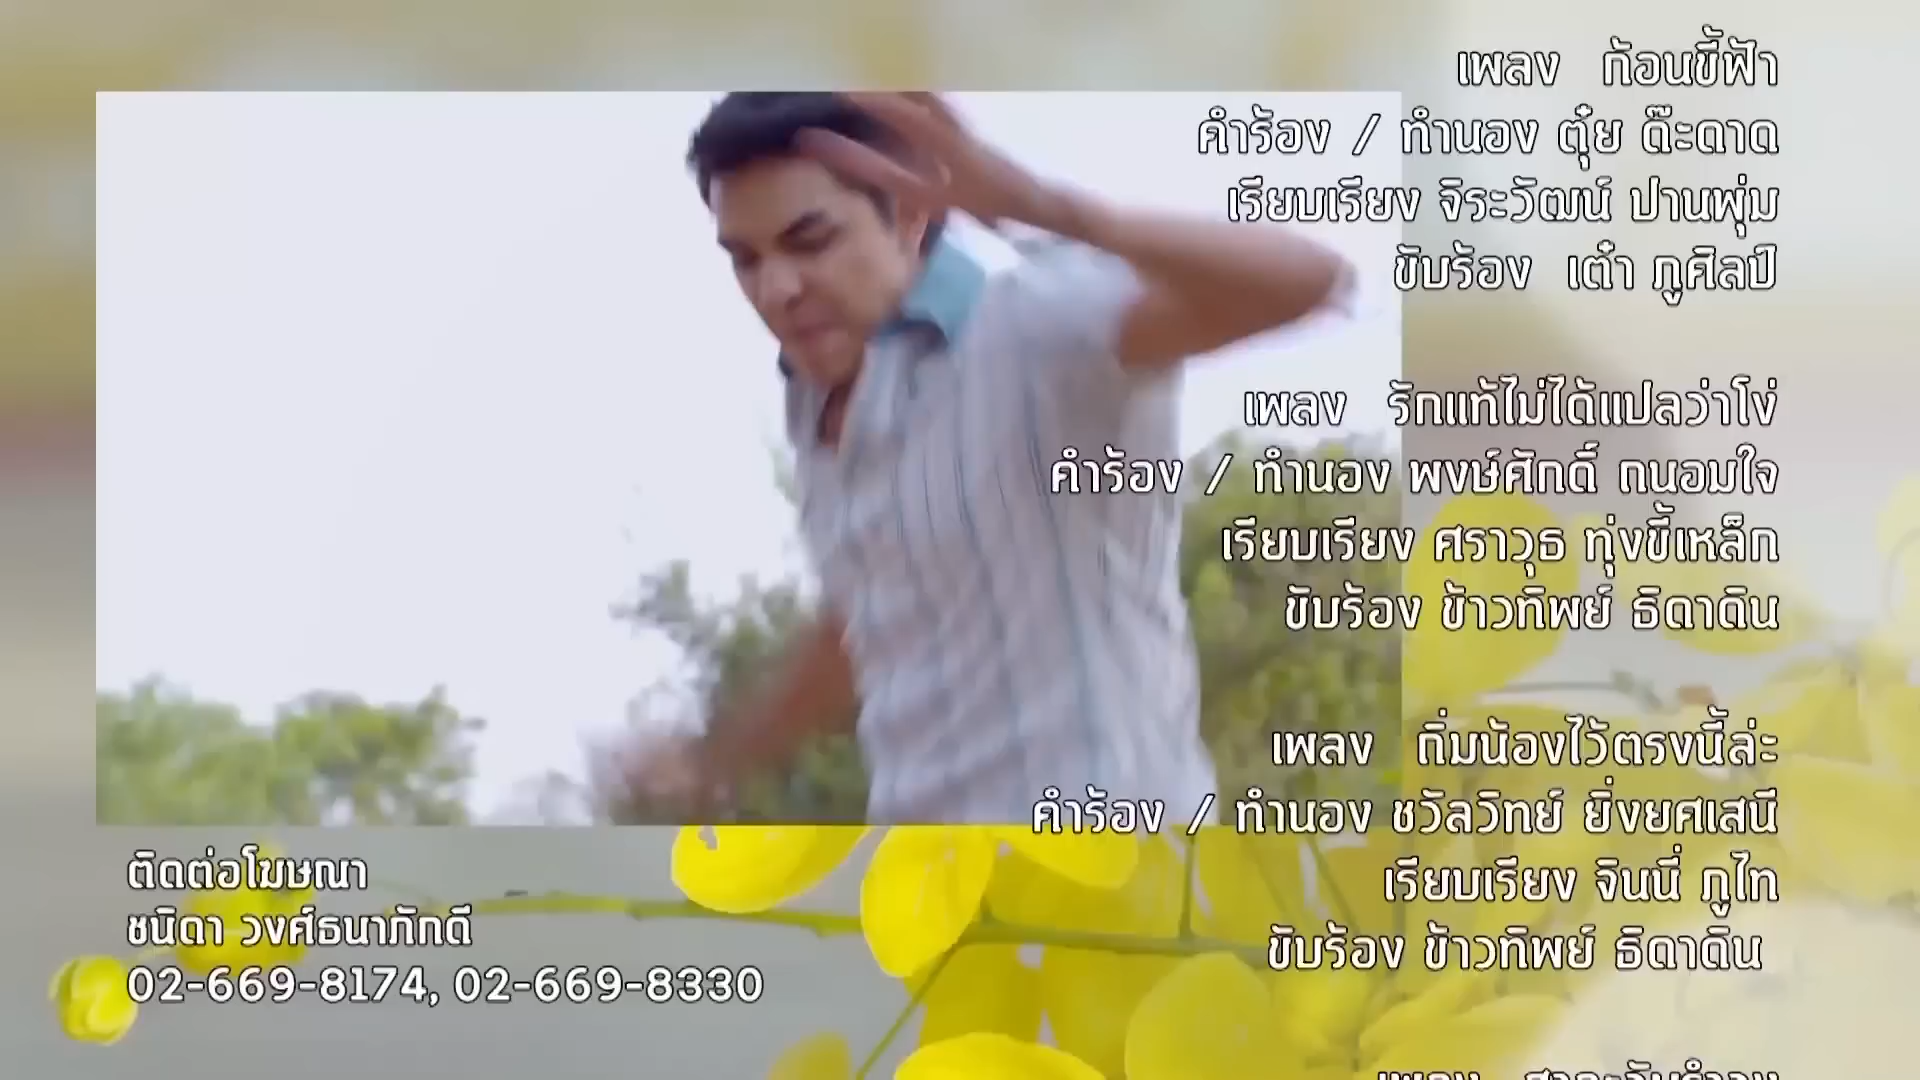 เพลง ก้อนขี้ฟ้า
คำร้อง / ทำนอง ตุ๋ย ด๊ะดาด
เรียบเรียง จิระวัฒน์ ปานพุ่ม
ขับร้อง เต๋า ภูศิลป์
เพลง รักแท้ไม่ได้แปลว่าโง่
คำร้อง / ทำนอง พงษ์ศักดิ์ ถนอมใจ
เรียบเรียง ศราวุธ ทุ่งขี้เหล็ก
ขับร้อง ข้าวทิพย์ ธิดาดิน
เพลง ถิ่มน้องไว้ตรงนี้ล่ะ
คำร้อง / ทำนอง ชวัลวิทย์ ยิ่งยศเสนี
เรียบเรียง จินนี่ ภูไท
ขับร้อง ข้าวทิพย์ ธิดาดิน
ติดต่อโฆษณา
ชนิดา วงศ์ธนาภักดี
02-669-8174, 02-669-8330